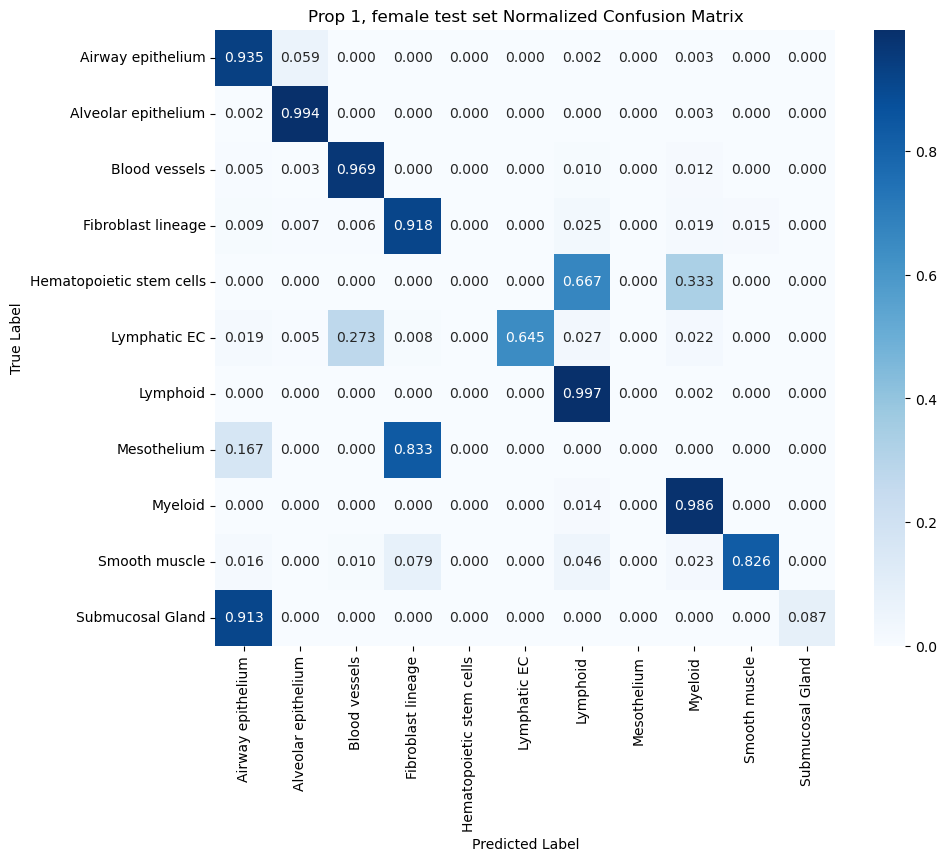 Prop 1, female test set Normalized Confusion Matrix
Airway epithelium 0.935 0.059 0.000 0.000 0.000 0.000 0.002 0.000 0.003 0.000 0.000
Alveolar epithelium 0.002 0.994 0.000 0.000 0.000 0.000 0.000 0.000 0.003 0.000 0.000
Blood vessels 0.005 0.003 0.969 0.000 0.000 0.000 0.010 0.000 0.012 0.000 0.000
Fibroblast lineage 0.009 0.007 0.006 0.918 0.000 0.000 0.025 0.000 0.019 0.015 0.000
Hematopoietic stem cells 0.000 0.000 0.000 0.000 0.000 0.000 0.667 0.000 0.333 0.000 0.000
Lymphatic EC 0.019 0.005 0.273 0.008 0.000 0.645 0.027 0.000 0.022 0.000 0.000
Lymphoid 0.000 0.000 0.000 0.000 0.000 0.000 0.997 0.000 0.002 0.000 0.000
Mesothelium 0.167 0.000 0.000 0.833 0.000 0.000 0.000 0.000 0.000 0.000 0.000
Myeloid 0.000 0.000 0.000 0.000 0.000 0.000 0.014 0.000 0.986 0.000 0.000
Smooth muscle 0.016 0.000 0.010 0.079 0.000 0.000 0.046 0.000 0.023 0.826 0.000
Submucosal Gland 0.913 0.000 0.000 0.000 0.000 0.000 0.000 0.000 0.000 0.000 0.087
True Label
Airway epithelium
Alveolar epithelium
Blood vessels
Fibroblast lineage
Hematopoietic stem cells
Lymphatic EC
Lymphoid
Mesothelium
Myeloid
Smooth muscle
Submucosal Gland
Predicted Label
0.8
0.6
0.4
0.2
0.0